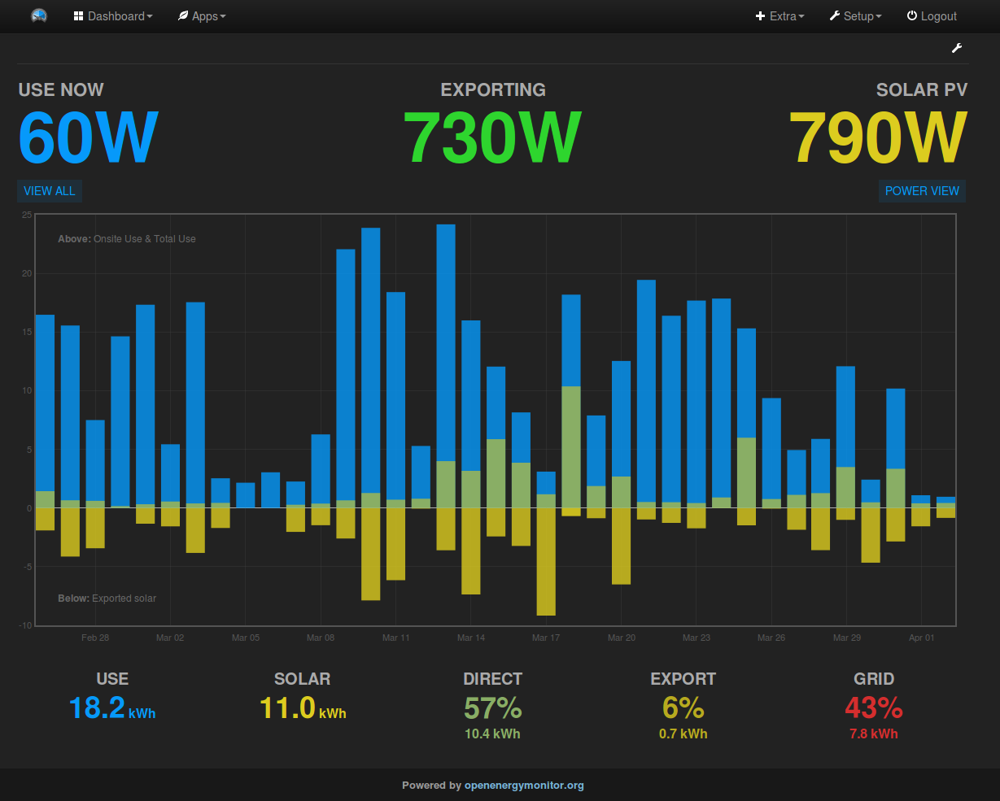 Dashboard Apps Extra Setup Logout
USE NOW EXPORTING SOLAR PV
60W 730W 790W
VIEW ALL POWER VIEW
25
Above: Onsite Use & Total Use
20
15
10
5
0
-5
Below: Exported solar
-10
Feb 28 Mar 02 Mar 05 Mar 08 Mar 11 Mar 14 Mar 17 Mar 20 Mar 23 Mar 26 Mar 29 Apr 01
USE SOLAR DIRECT EXPORT GRID
18.2 kWh 11.0 kWh 57% 6% 43%
10.4 kWh 0.7 kWh 7.8 kWh
Powered by openenergymonitor.org